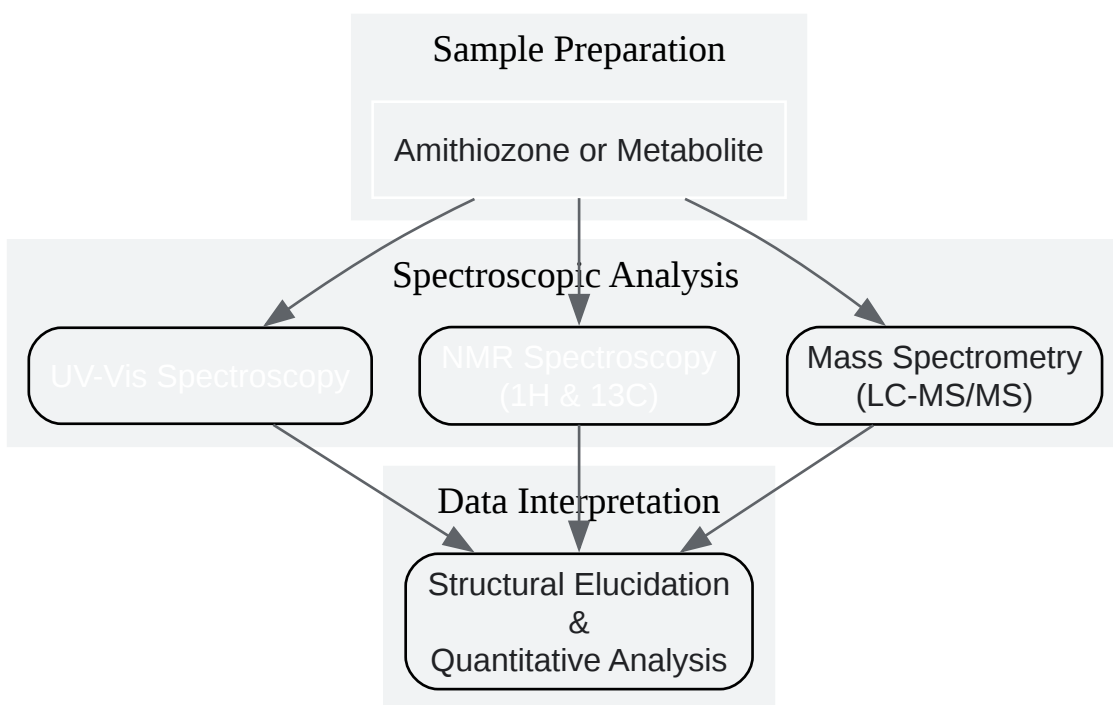 Sample Preparation
Amithiozone or Metabolite
Spectroscopic Analysis
UV-Vis Spectroscopy
NMR Spectroscopy
(1H & 13C)
Mass Spectrometry
(LC-MS/MS)
Data Interpretation
Structural Elucidation
&
Quantitative Analysis